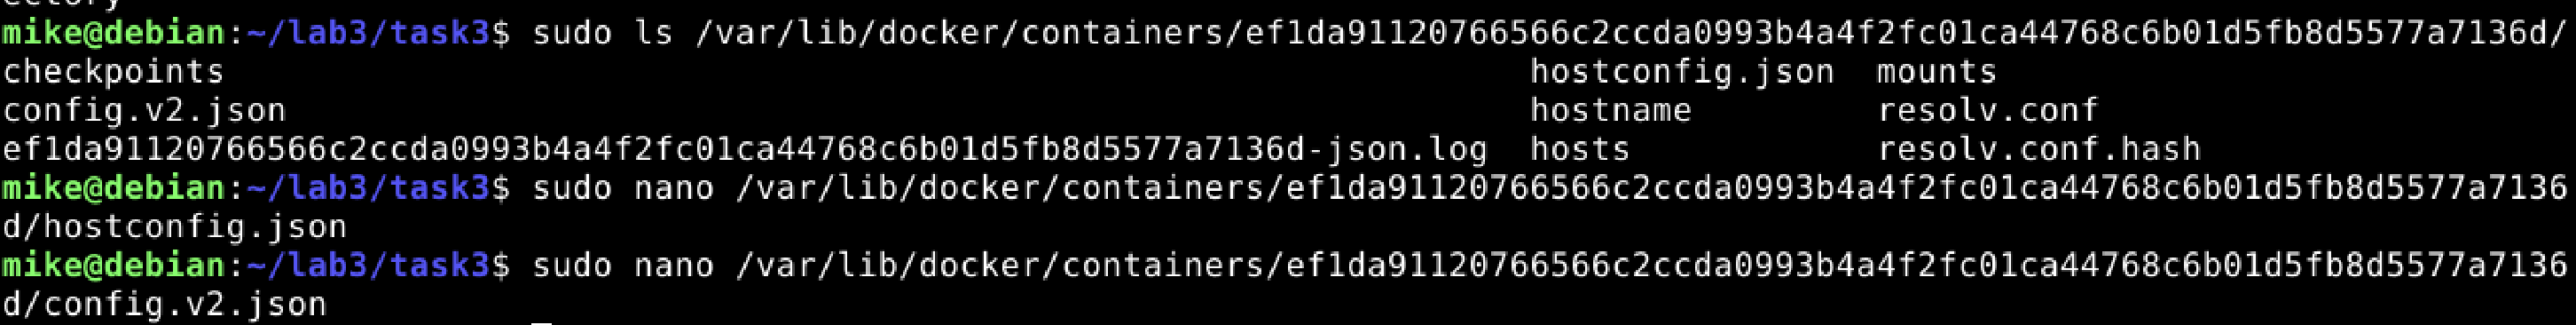 ectory
mike@debian:~/lab3/task3$ sudo ls /var/lib/docker/containers/ef1da91120766566c2ccda0993b4a4f2fc01ca44768c6b01d5fb8d5577a7136d/
checkpoints hostconfig.json mounts
config.v2.json hostname resolv.conf
ef1da91120766566c2ccda0993b4a4f2fc01ca44768c6b01d5fb8d5577a7136d-json.log hosts resolv.conf.hash
mike@debian:~/lab3/task3$ sudo nano /var/lib/docker/containers/ef1da91120766566c2ccda0993b4a4f2fc01ca44768c6b01d5fb8d5577a7136
d/hostconfig.json
mike@debian:~/lab3/task3$ sudo nano /var/lib/docker/containers/ef1da91120766566c2ccda0993b4a4f2fc01ca44768c6b01d5fb8d5577a7136
d/config.v2.json